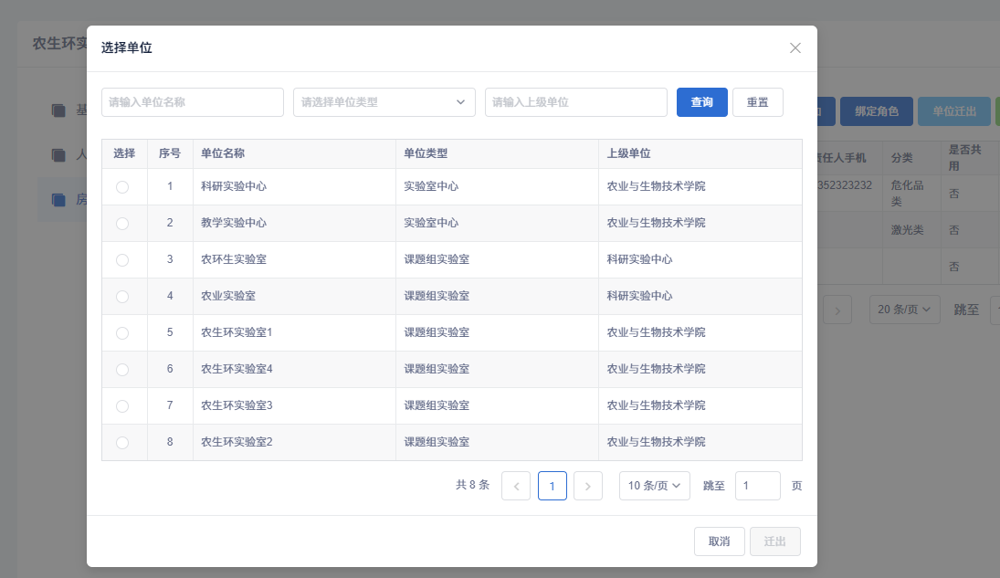 农生环实
选择单位
请输入单位名称 请选择单位类型 请输入上级单位 查询 重置
基
人
房
绑定角色 单位迁出
选择 序号 单位名称 单位类型 上级单位
1 科研实验中心 实验室中心 农业与生物技术学院
2 教学实验中心 实验室中心 农业与生物技术学院
3 农环生实验室 课题组实验室 科研实验中心
4 农业实验室 课题组实验室 科研实验中心
5 农生环实验室1 课题组实验室 农业与生物技术学院
6 农生环实验室4 课题组实验室 农业与生物技术学院
7 农生环实验室3 课题组实验室 农业与生物技术学院
8 农生环实验室2 课题组实验室 农业与生物技术学院
共 8 条 1 10 条/页 跳至 1 页
取消 迁出
责任人手机 分类 是否共
用
352323232 危化品
类 否
激光类 否
否
20 条/页 跳至